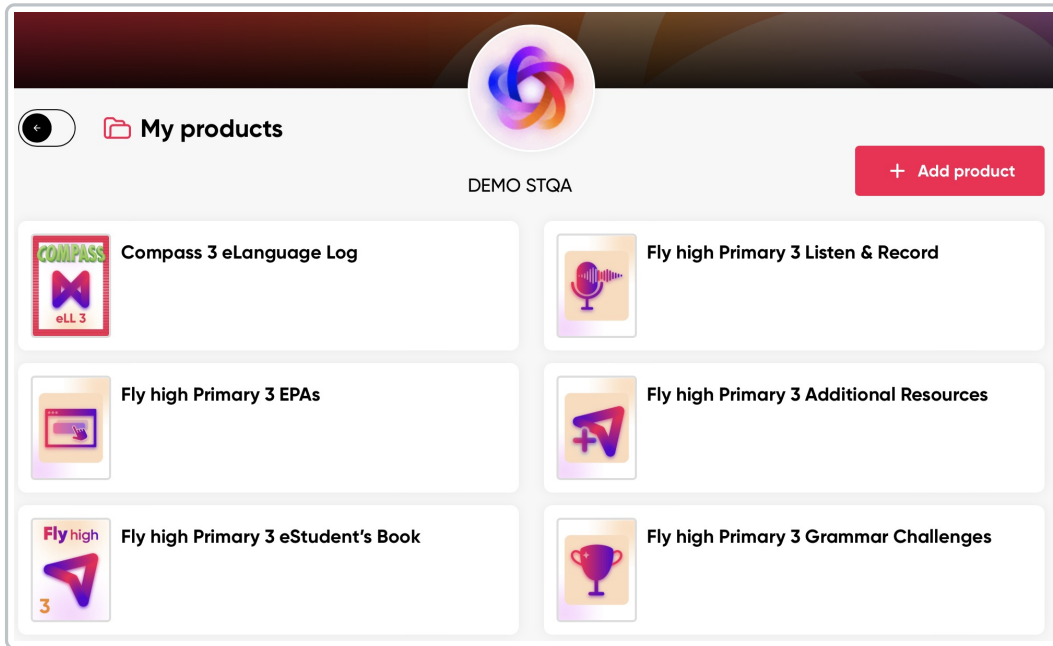 My products
DEMO STQA
+ Add product
COMPASS
eLL 3
Compass 3 eLanguage Log
Fly high Primary 3 Listen & Record
Fly high Primary 3 EPAs
Fly high Primary 3 Additional Resources
Fly high
3
Fly high Primary 3 eStudent’s Book
Fly high Primary 3 Grammar Challenges